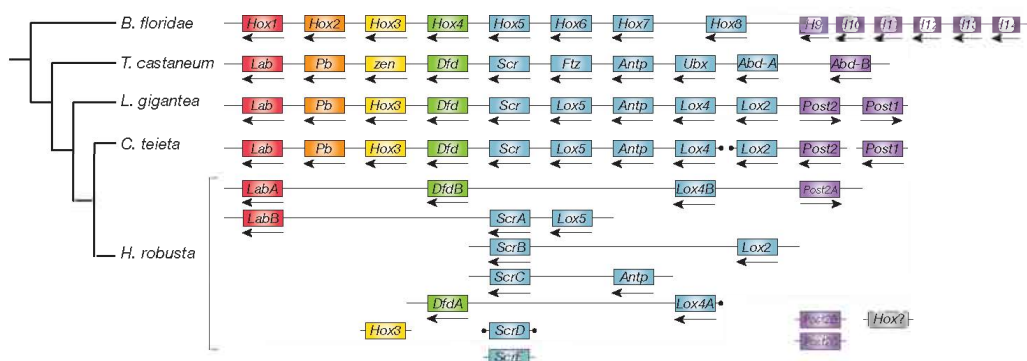 B. floridae Hox1 Hox2 Hox3 Hox4 Hox5 Hox6 Hox7 Hox8 H9
T. castaneum Lab Pb zen Dfd Scr Ftz Antp Ubx Abd-A Abd-B
L. gigantea Lab Pb Hox3 Dfd Scr Lox5 Antp Lox4 Lox2 Post2 Post1
C. teieta Lab Pb Hox3 Dfd Scr Lox5 Antp Lox4 Lox2 Post2 Post1
LabA DfdB Lox4B Post2A
LabB ScrA Lox5
H. robusta ScrB Lox2
ScrC Antp
DfdA Lox4A
Hox3 ScrD Hox?